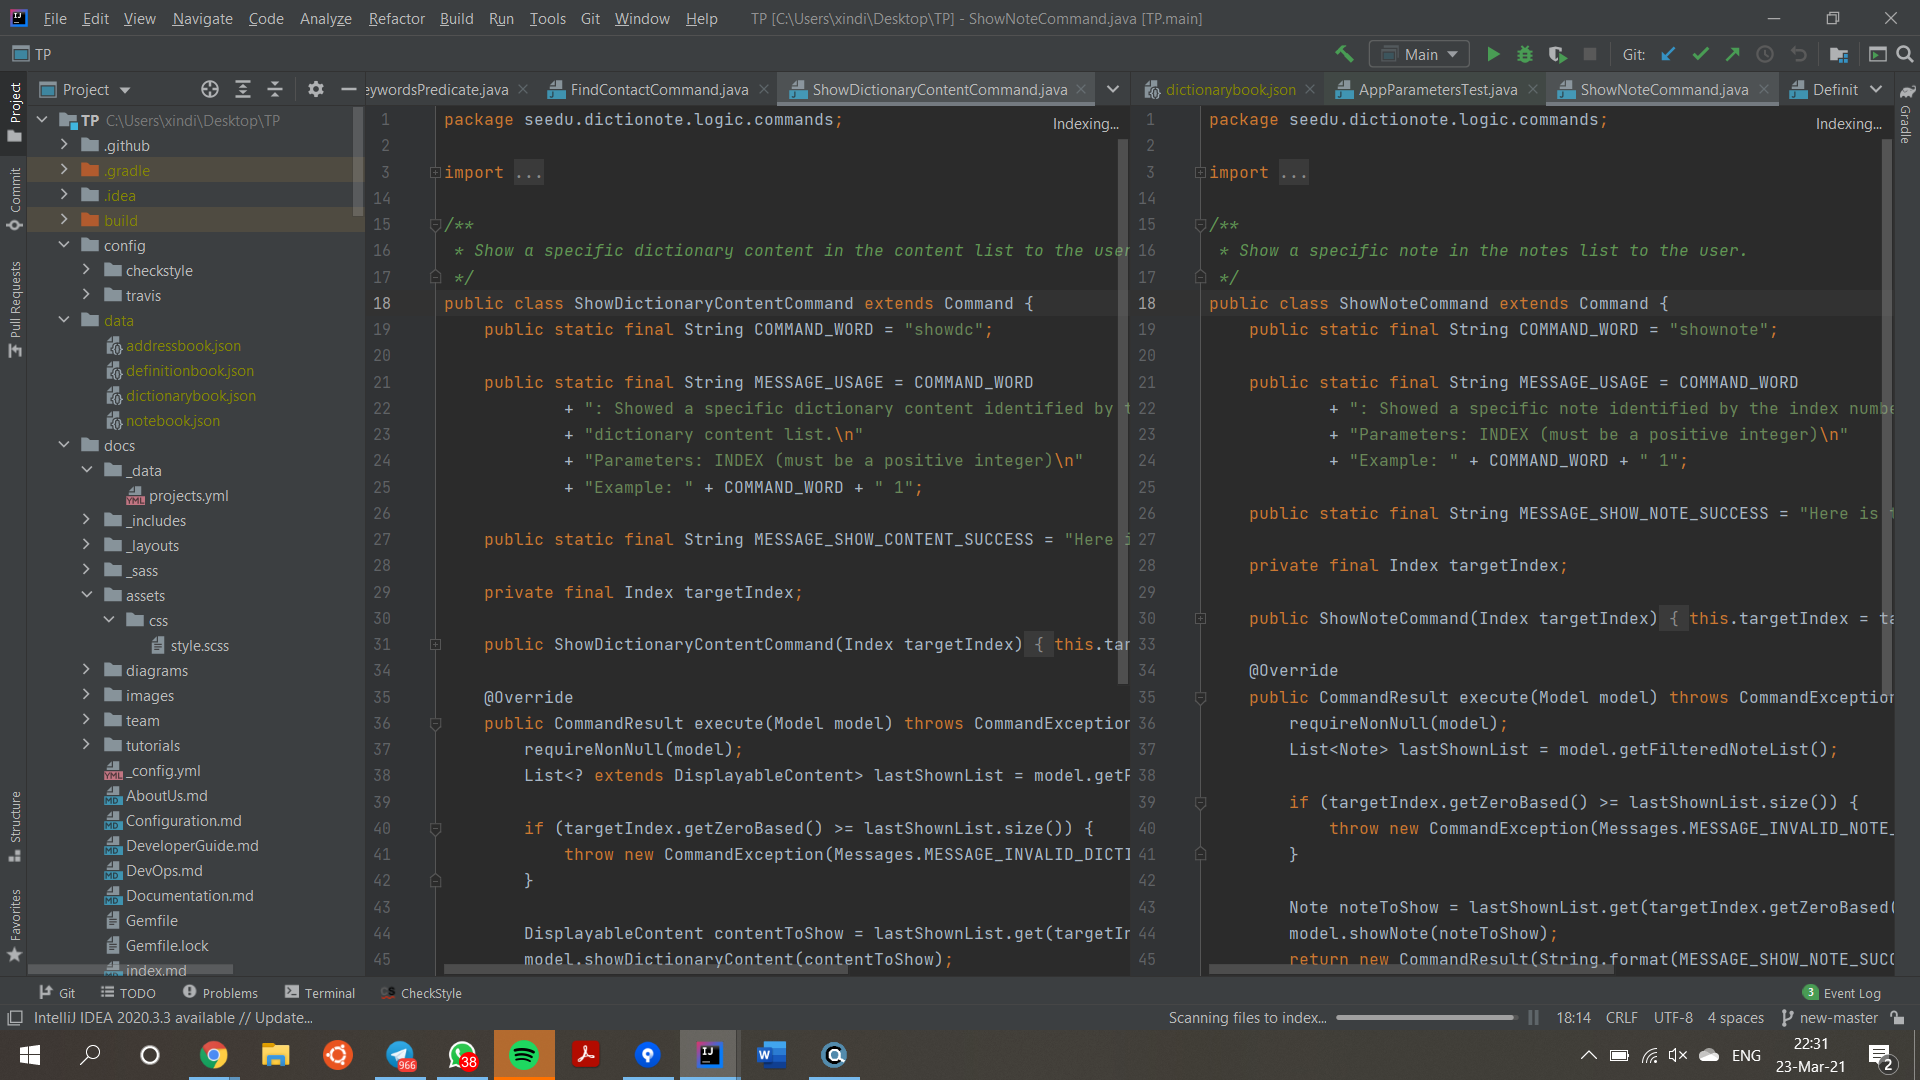 File Edit View Navigate Code Analyze Refactor Build Run Tools Git Window Help TP [C:\Users\xindi\Desktop\TP] - ShowNoteCommand.java [TP.main]
TP Main Git:
Project eywordsPredicate.java FindContactCommand.java ShowDictionaryContentCommand.java dictionarybook.json AppParametersTest.java ShowNoteCommand.java Definit
Project
Commit
Pull Requests
Structure
Favorites
Gradle
TP C:\Users\xindi\Desktop\TP
.github
.gradle
.idea
build
config
checkstyle
travis
data
addressbook.json
definitionbook.json
dictionarybook.json
notebook.json
docs
_data
projects.yml
_includes
_layouts
_sass
assets
css
style.scss
diagrams
images
team
tutorials
_config.yml
AboutUs.md
Configuration.md
DeveloperGuide.md
DevOps.md
Documentation.md
Gemfile
Gemfile.lock
index.md
Indexing...
1 package seedu.dictionote.logic.commands;
2
3 import ...
14
15 /**
16 * Show a specific dictionary content in the content list to the user
17 */
18 public class ShowDictionaryContentCommand extends Command {
19 public static final String COMMAND_WORD = "showdc";
20
21 public static final String MESSAGE_USAGE = COMMAND_WORD
22 + ": Showed a specific dictionary content identified by t
23 + "dictionary content list.\n"
24 + "Parameters: INDEX (must be a positive integer)\n"
25 + "Example: " + COMMAND_WORD + " 1";
26
27 public static final String MESSAGE_SHOW_CONTENT_SUCCESS = "Here i
28
29 private final Index targetIndex;
30
31 public ShowDictionaryContentCommand(Index targetIndex) { this.tar
34
35 @Override
36 public CommandResult execute(Model model) throws CommandException
37 requireNonNull(model);
38 List<? extends DisplayableContent> lastShownList = model.getF
39
40 if (targetIndex.getZeroBased() >= lastShownList.size()) {
41 throw new CommandException(Messages.MESSAGE_INVALID_DICTI
42 }
43
44 DisplayableContent contentToShow = lastShownList.get(targetIn
45 model.showDictionaryContent(contentToShow);
Indexing...
1 package seedu.dictionote.logic.commands;
2
3 import ...
14
15 /**
16 * Show a specific note in the notes list to the user.
17 */
18 public class ShowNoteCommand extends Command {
19 public static final String COMMAND_WORD = "shownote";
20
21 public static final String MESSAGE_USAGE = COMMAND_WORD
22 + ": Showed a specific note identified by the index numbe
23 + "Parameters: INDEX (must be a positive integer)\n"
24 + "Example: " + COMMAND_WORD + " 1";
25
26 public static final String MESSAGE_SHOW_NOTE_SUCCESS = "Here is t
27
28 private final Index targetIndex;
29
30 public ShowNoteCommand(Index targetIndex) { this.targetIndex = ta
33
34 @Override
35 public CommandResult execute(Model model) throws CommandException
36 requireNonNull(model);
37 List<Note> lastShownList = model.getFilteredNoteList();
38
39 if (targetIndex.getZeroBased() >= lastShownList.size()) {
40 throw new CommandException(Messages.MESSAGE_INVALID_NOTE_
41 }
42
43 Note noteToShow = lastShownList.get(targetIndex.getZeroBased(
44 model.showNote(noteToShow);
45 return new CommandResult(String.format(MESSAGE_SHOW_NOTE_SUCC
Git TODO Problems Terminal CheckStyle 3 Event Log
IntelliJ IDEA 2020.3.3 available // Update... Scanning files to index... 18:14 CRLF UTF-8 4 spaces new-master
966 38 ENG 22:31
23-Mar-21 2